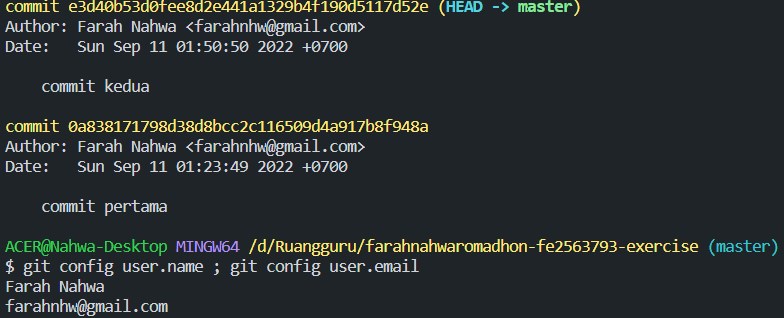 commit e3d40b53d0fee8d2e441a1329b4f190d5117d52e (HEAD -> master)
Author: Farah Nahwa <farahnhw@gmail.com>
Date:   Sun Sep 11 01:50:50 2022 +0700
    commit kedua
commit 0a838171798d38d8bcc2c116509d4a917b8f948a
Author: Farah Nahwa <farahnhw@gmail.com>
Date:   Sun Sep 11 01:23:49 2022 +0700
    commit pertama
ACER@Nahwa-Desktop MINGW64 /d/Ruangguru/farahnahwaromadhon-fe2563793-exercise (master)
$ git config user.name ; git config user.email
Farah Nahwa
farahnhw@gmail.com